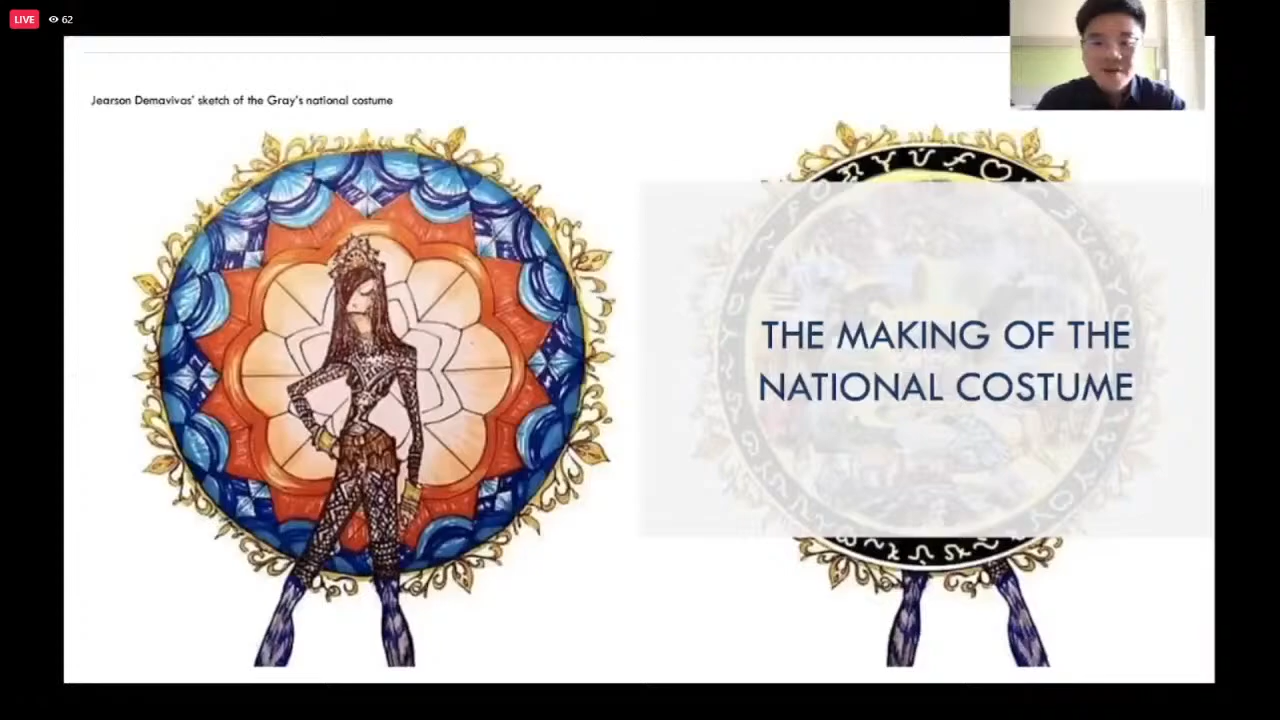 LIVE 62
Jearson Demavivas' sketch of the Gray's national costume
THE MAKING OF THE
NATIONAL COSTUME